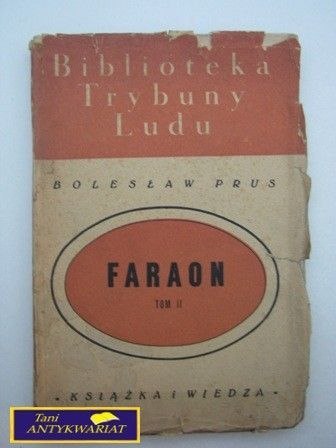 Biblioteka
Trybuny
Ludu
BOLESŁAW PRUS
FARAON
TOM II
• KSIĄŻKA i WIEDZA •
Tani
ANTYKWARIAT